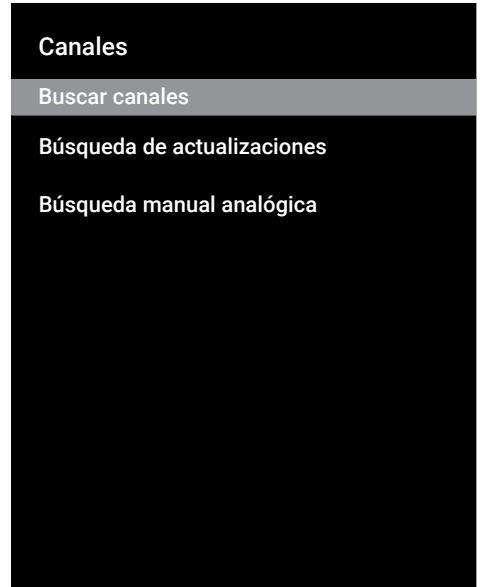 Canales
Buscar canales
Búsqueda de actualizaciones
Búsqueda manual analógica